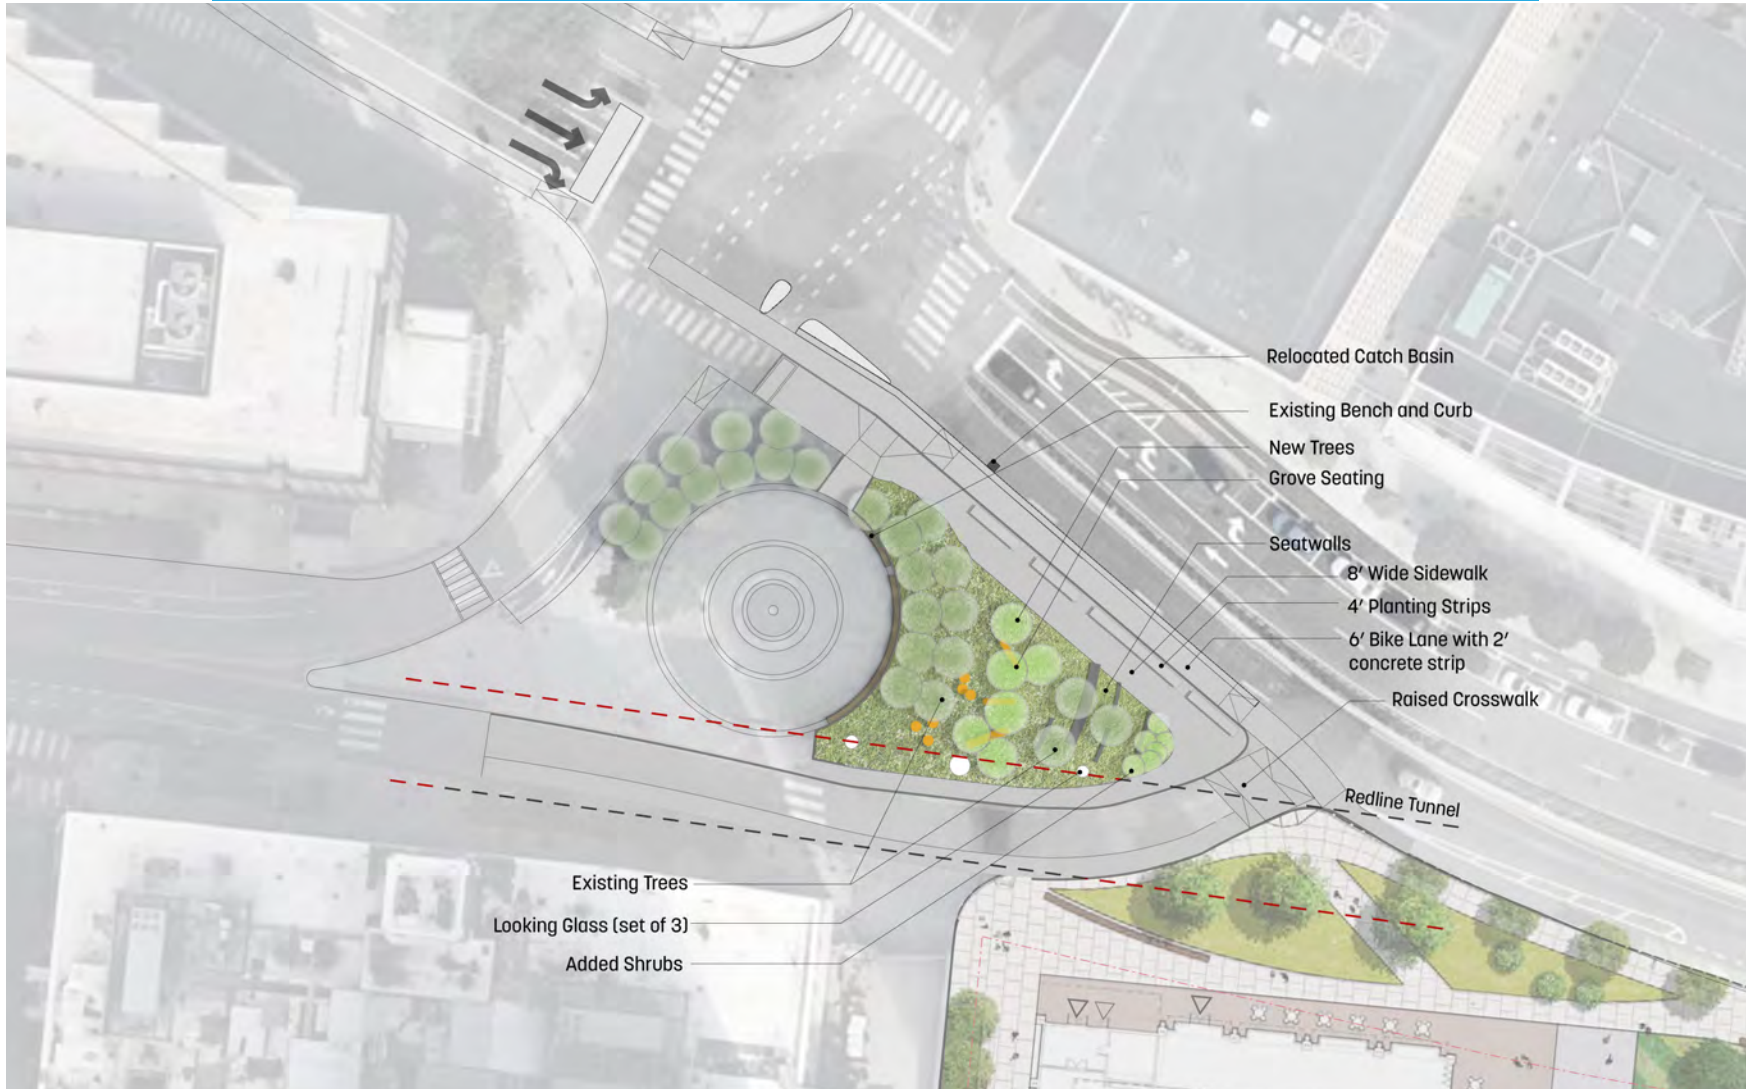 Relocated Catch Basin
Existing Bench and Curb
New Trees
Grove Seating
Seatwalls
8’ Wide Sidewalk
4’ Planting Strips
6’ Bike Lane with 2’
concrete strip
Raised Crosswalk
Redline Tunnel
Existing Trees
Looking Glass (set of 3)
Added Shrubs